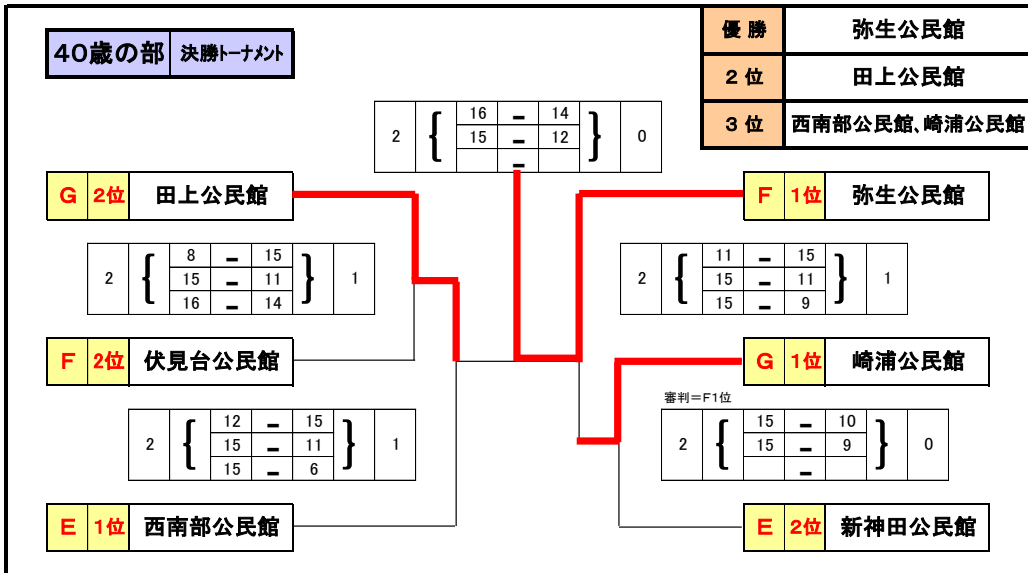 40歳の部 決勝トーナメント
優 勝 弥生公民館
2 位 田上公民館
3 位 西南部公民館、崎浦公民館
2 { 16 - 14 } 0
15 - 12
-
G 2位 田上公民館
F 1位 弥生公民館
2 { 8 - 15 } 1
15 - 11
16 - 14
2 { 11 - 15 } 1
15 - 11
15 - 9
F 2位 伏見台公民館
G 1位 崎浦公民館
審判=F1位
2 { 12 - 15 } 1
15 - 11
15 - 6
2 { 15 - 10 } 0
15 - 9
-
E 1位 西南部公民館
E 2位 新神田公民館